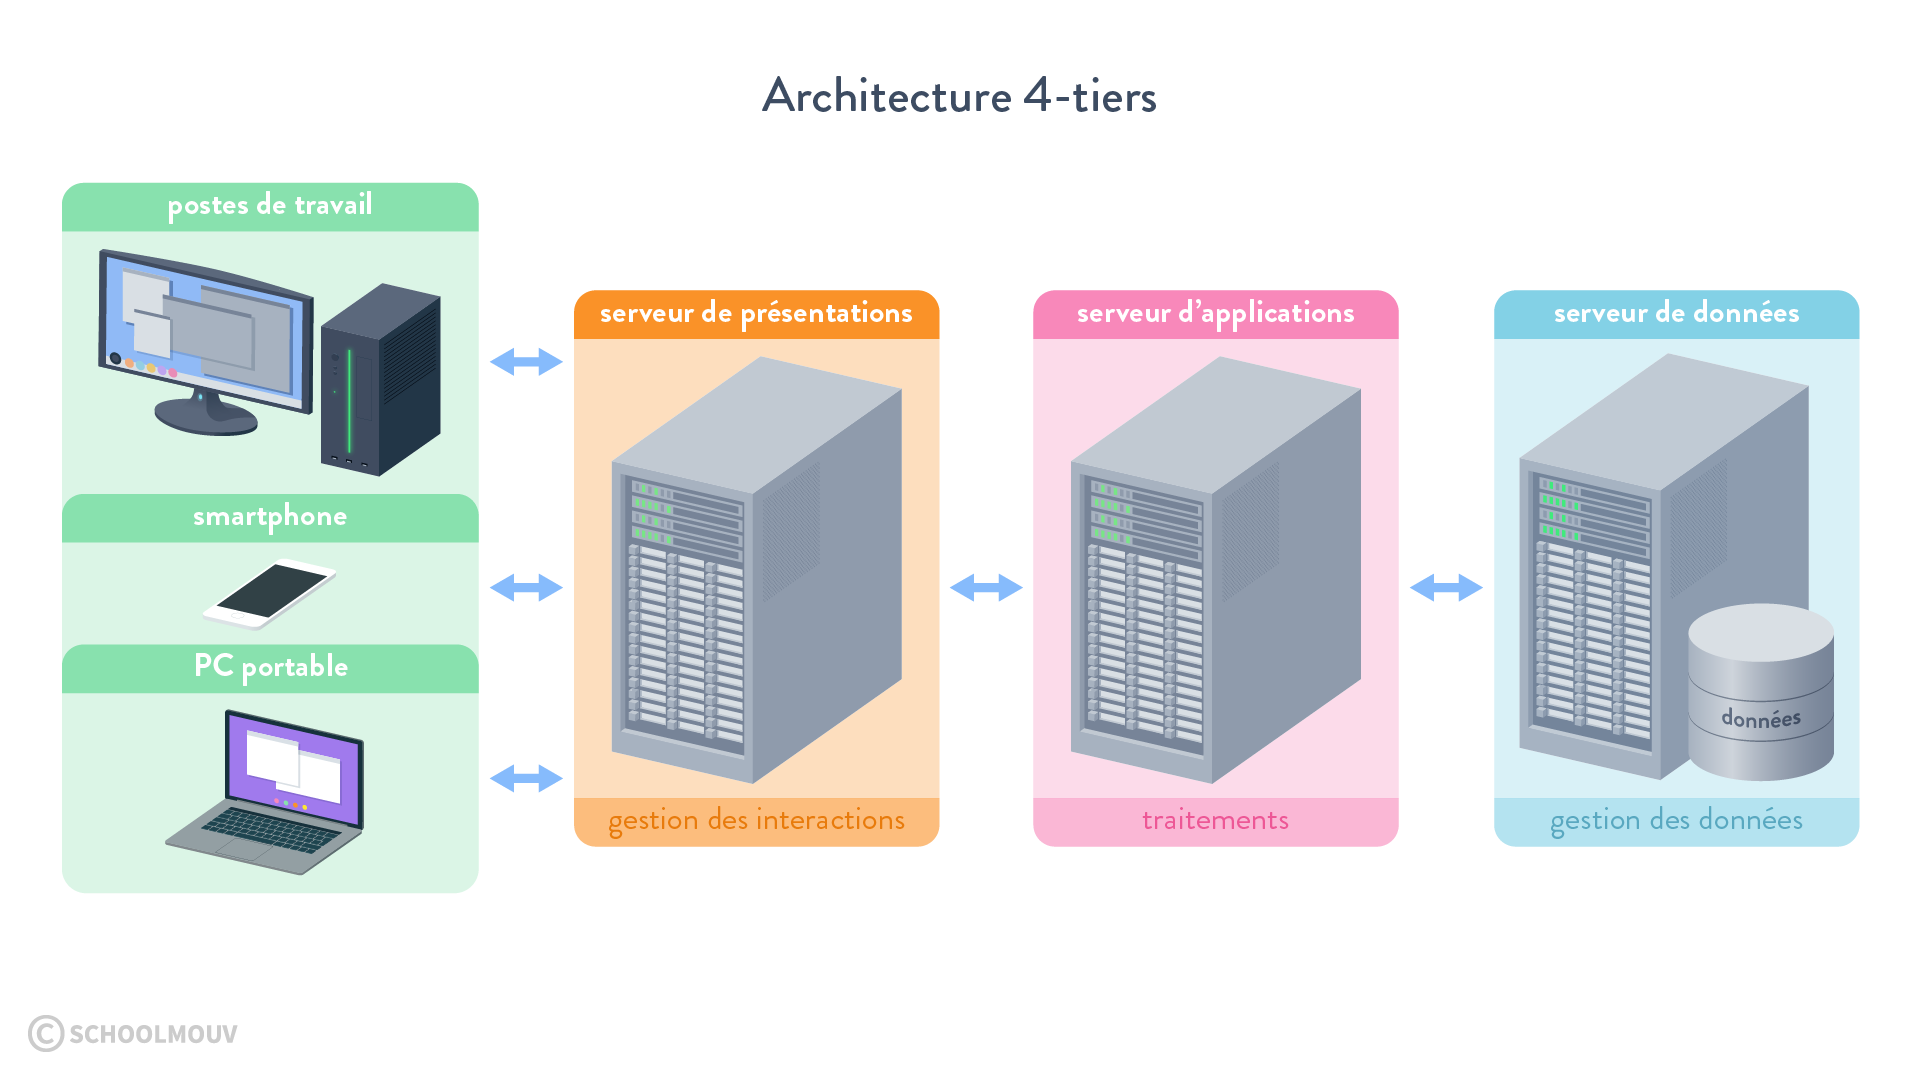 Architecture 4-tiers
postes de travail
smartphone
PC portable
serveur de présentations
gestion des interactions
serveur d’applications
traitements
serveur de données
données
gestion des données
© SCHOOLMOUV